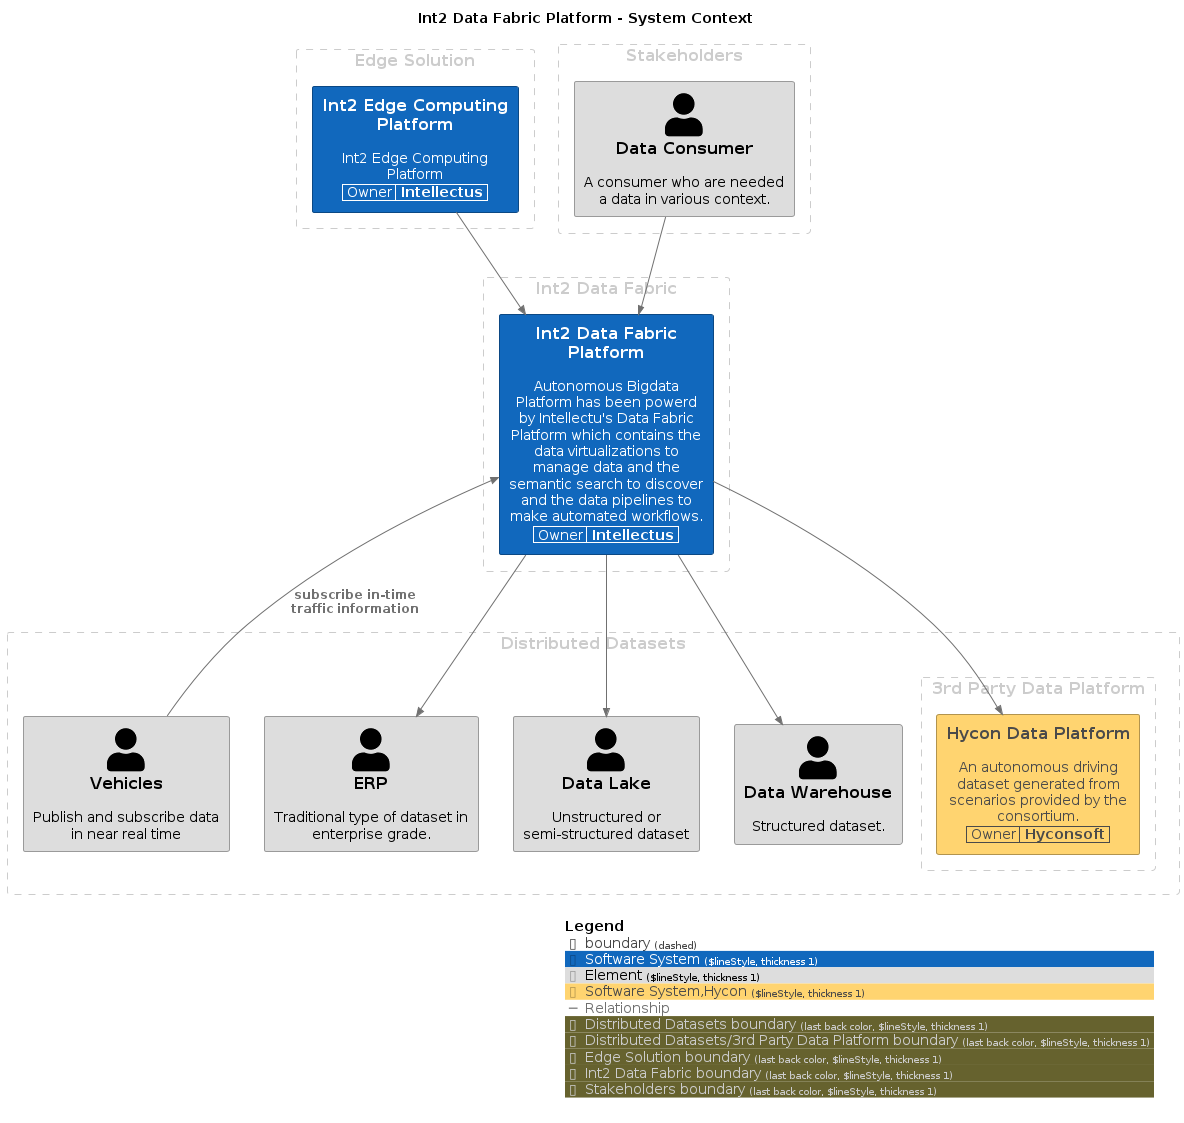 Int2 Data Fabric Platform - System Context
Edge Solution
Int2 Edge Computing
Platform
Int2 Edge Computing
Platform
Owner Intellectus
Stakeholders
Data Consumer
A consumer who are needed
a data in various context.
Int2 Data Fabric
Int2 Data Fabric
Platform
Autonomous Bigdata
Platform has been powerd
by Intellectu's Data Fabric
Platform which contains the
data virtualizations to
manage data and the
semantic search to discover
and the data pipelines to
make automated workflows.
Owner Intellectus
subscribe in-time
traffic information
Distributed Datasets
Vehicles
Publish and subscribe data
in near real time
ERP
Traditional type of dataset in
enterprise grade.
Data Lake
Unstructured or
semi-structured dataset
Data Warehouse
Structured dataset.
3rd Party Data Platform
Hycon Data Platform
An autonomous driving
dataset generated from
scenarios provided by the
consortium.
Owner Hyconsoft
Legend
boundary (dashed)
Software System ($lineStyle, thickness 1)
Element ($lineStyle, thickness 1)
Software System,Hycon ($lineStyle, thickness 1)
Relationship
Distributed Datasets boundary (last back color, $lineStyle, thickness 1)
Distributed Datasets/3rd Party Data Platform boundary (last back color, $lineStyle, thickness 1)
Edge Solution boundary (last back color, $lineStyle, thickness 1)
Int2 Data Fabric boundary (last back color, $lineStyle, thickness 1)
Stakeholders boundary (last back color, $lineStyle, thickness 1)